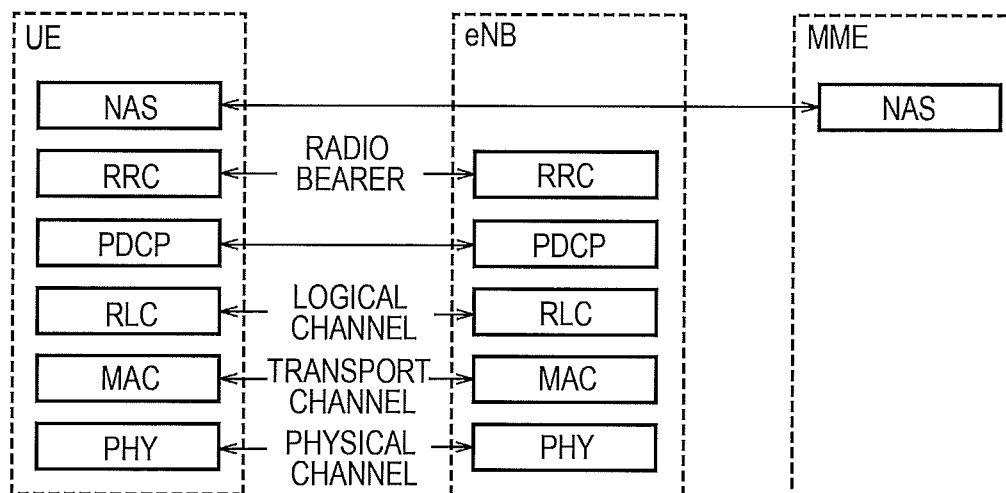 UE
eNB
MME
NAS
NAS
RRC
RADIO
BEARER
RRC
PDCP
PDCP
RLC
LOGICAL
CHANNEL
RLC
MAC
TRANSPORT
CHANNEL
MAC
PHY
PHYSICAL
CHANNEL
PHY